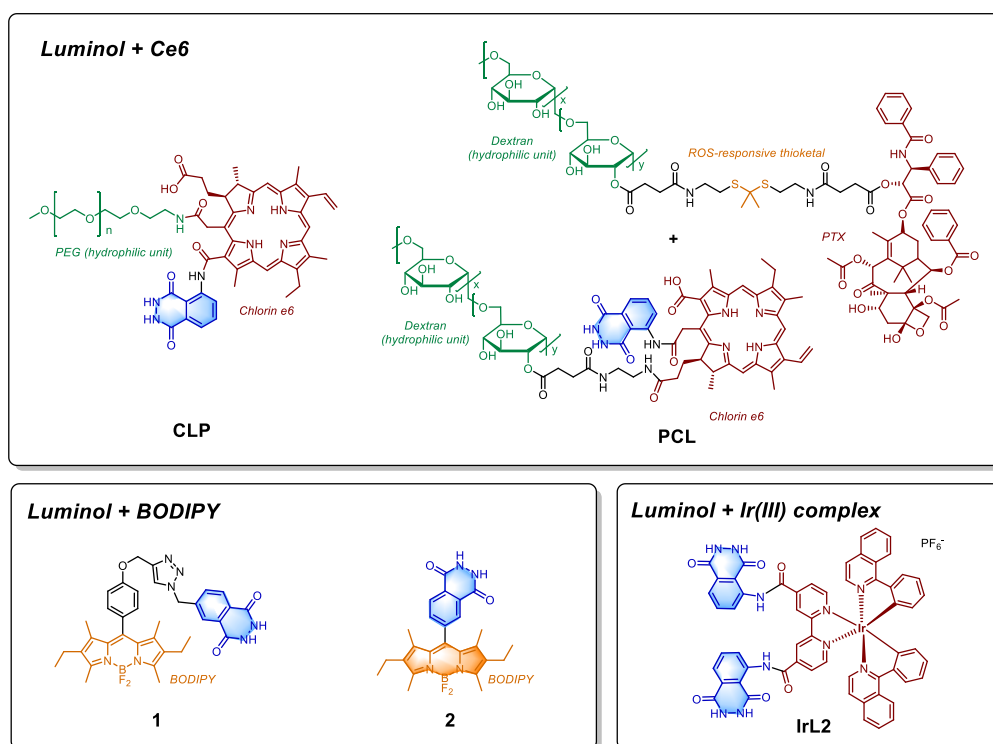 Luminol + Ce6
PEG (hydrophilic unit)
Chlorin e6
CLP
Dextran
(hydrophilic unit)
ROS-responsive thioketal
PTX
+
Dextran
(hydrophilic unit)
Chlorin e6
PCL
Luminol + BODIPY
BODIPY
1
BODIPY
2
Luminol + Ir(III) complex
PF6-
Ir
IrL2